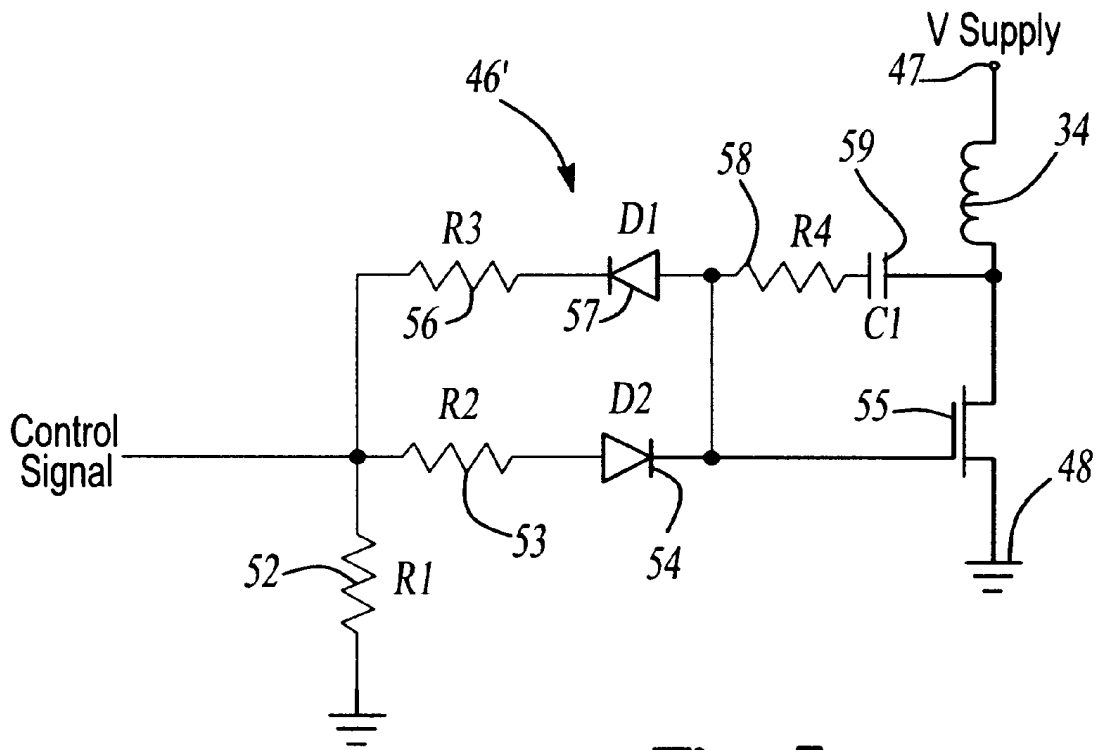 V Supply
47
46'
34
59
58
D1
R4
R3
56
57
C1
R2
D2
55
Control
Signal
48
53
54
52
R1